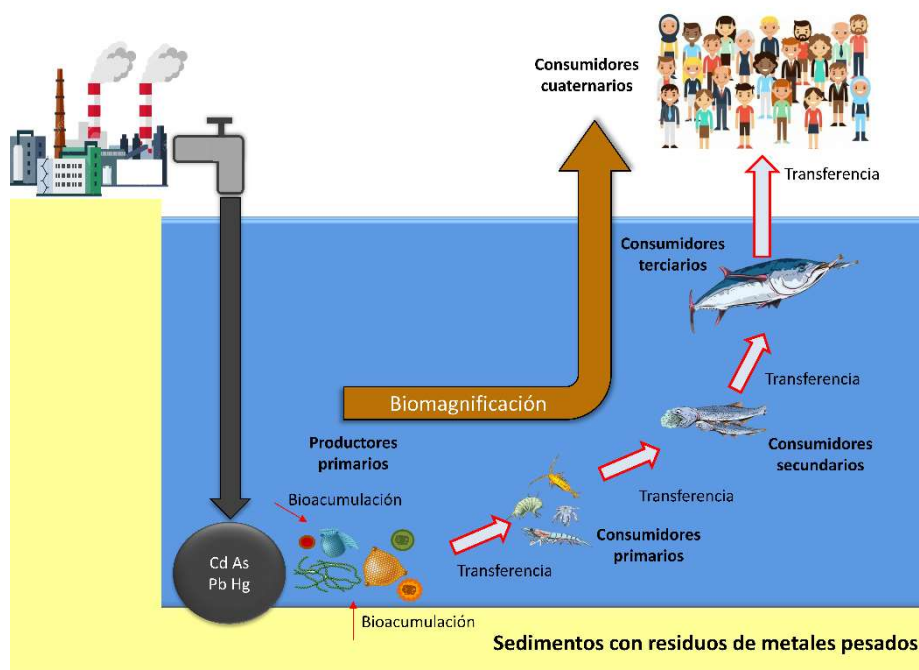 Consumidores
cuaternarios
Transferencia
Consumidores
terciarios
Transferencia
Biomagnificación
Productores
primarios
Consumidores
secundarios
Bioacumulación
Transferencia
Consumidores
primarios
Cd As
Pb Hg
Transferencia
Bioacumulación
Sedimentos con residuos de metales pesados